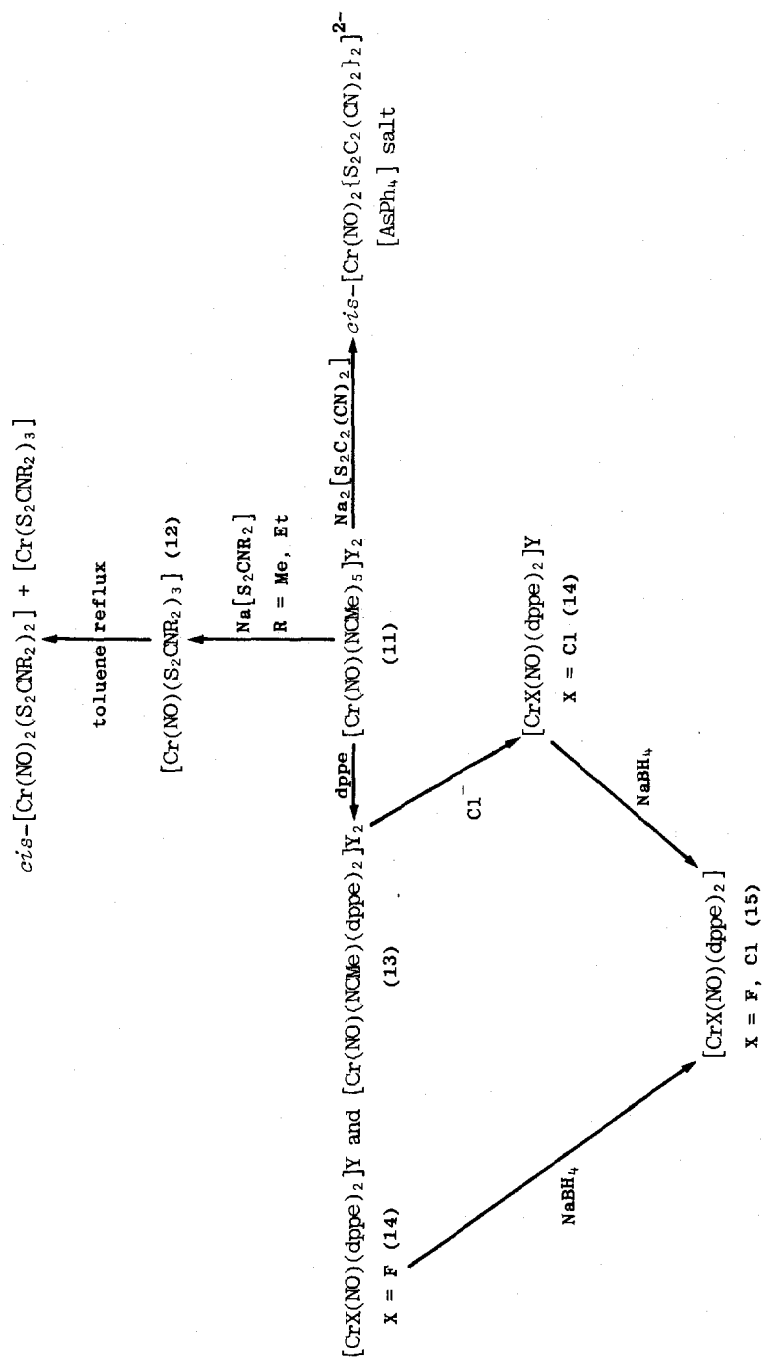 cis-[Cr(NO)₂(S₂CNR₂)₂] + [Cr(S₂CNR₂)₃]
toluene reflux
[Cr(NO)(S₂CNR₂)₃] (12)
Na[S₂CNR₂]
R = Me, Et
[CrX(NO)(dppe)₂]Y and [Cr(NO)(NCMe)(dppe)₂]Y₂
X = F (14)
(13)
dppe
[Cr(NO)(NCMe)₅]Y₂
(11)
Na₂[S₂C₂(CN)₂]
cis-[Cr(NO)₂{S₂C₂(CN)₂}₂]²⁻
[AsPh₄] salt
Cl⁻
[CrX(NO)(dppe)₂]Y
X = Cl (14)
NaBH₄
NaBH₄
[CrX(NO)(dppe)₂]
X = F, Cl (15)